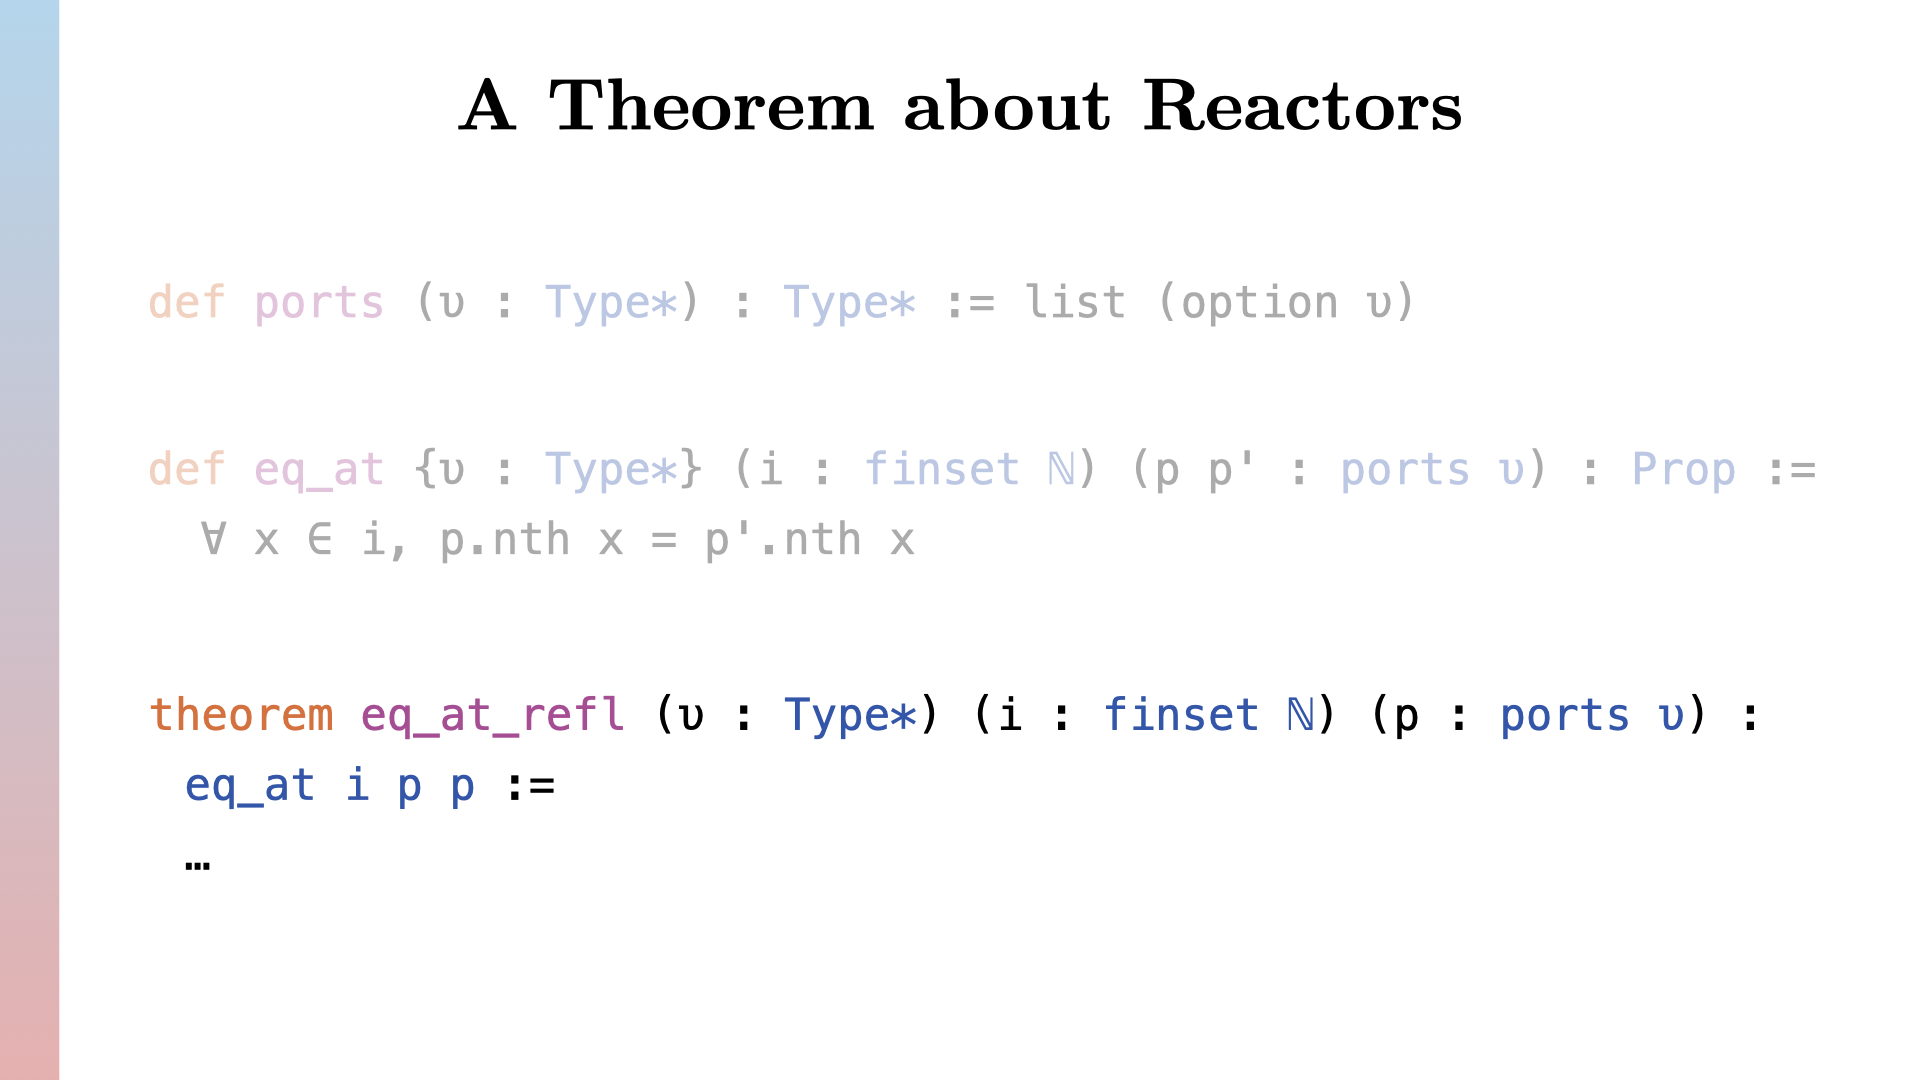 A Theorem about Reactors
def ports (υ : Type*) : Type* := list (option υ)
def eq_at {υ : Type*} (i : finset ℕ) (p p' : ports υ) : Prop :=
∀ x ∈ i, p.nth x = p'.nth x
theorem eq_at_refl (υ : Type*) (i : finset ℕ) (p : ports υ) :
eq_at i p p :=
…